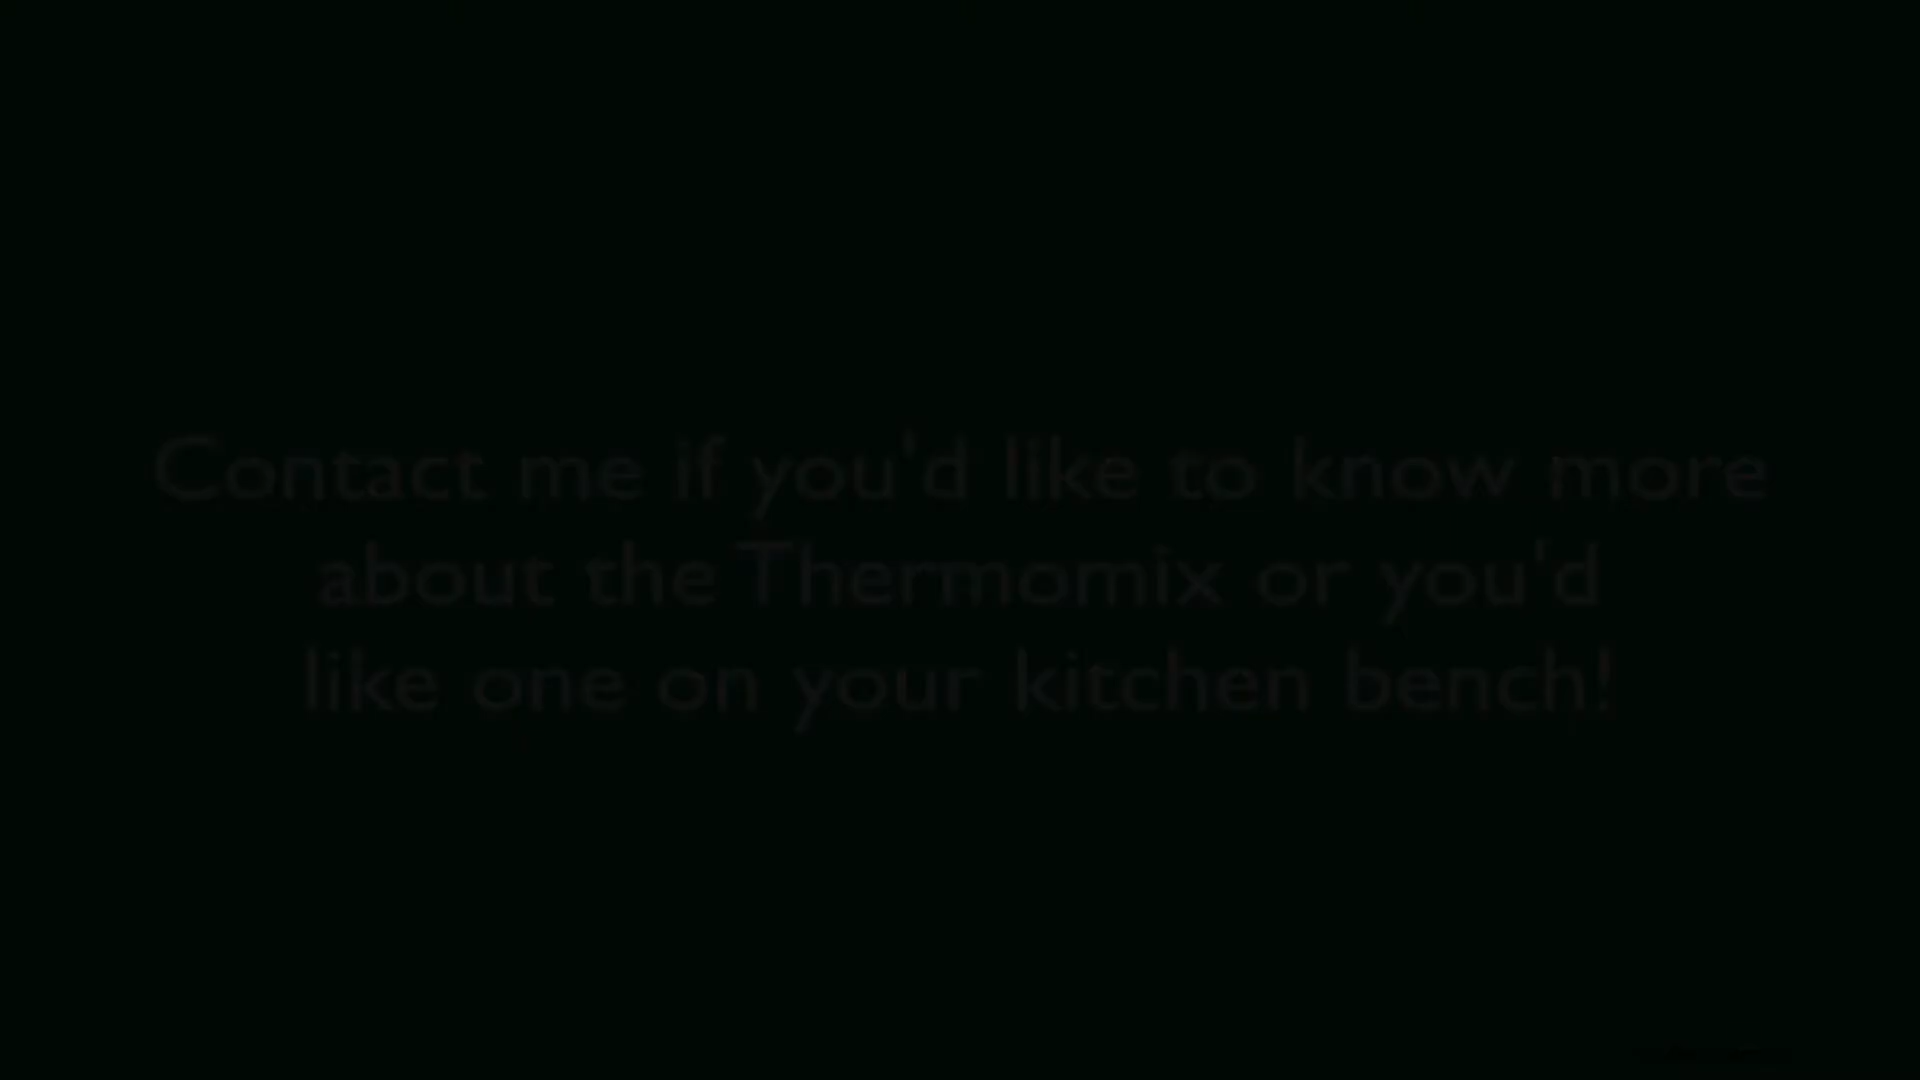 Contact me if you'd like to know more
about the Thermomix or you'd
like one on your kitchen bench!